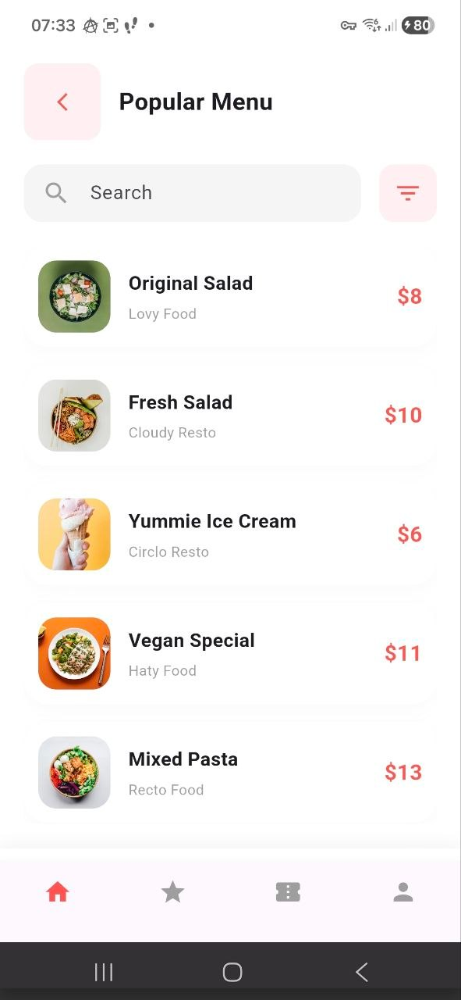 07:33
80
Popular Menu
Search
Original Salad
Lovy Food
$8
Fresh Salad
Cloudy Resto
$10
Yummie Ice Cream
Circlo Resto
$6
Vegan Special
Haty Food
$11
Mixed Pasta
Recto Food
$13